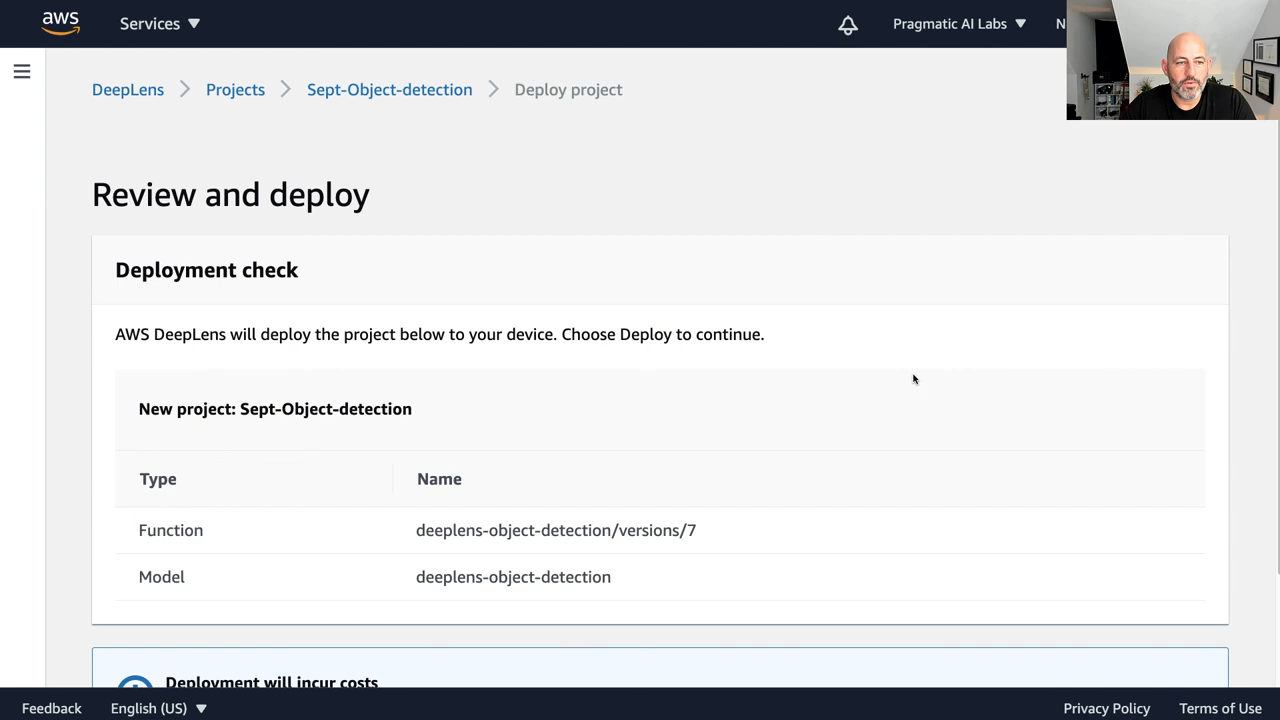 aws
Services
Pragmatic AI Labs
N
DeepLens
Projects
Sept-Object-detection
Deploy project
Review and deploy
Deployment check
AWS DeepLens will deploy the project below to your device. Choose Deploy to continue.
New project: Sept-Object-detection
Type
Name
Function
deeplens-object-detection/versions/7
Model
deeplens-object-detection
Deployment will incur costs
Feedback
English (US)
Privacy Policy
Terms of Use